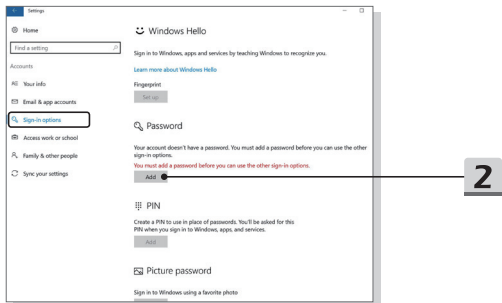 Settings
Home
Find a setting
Accounts
Your info
Email & app accounts
Sign-in options
Access work or school
Family & other people
Sync your settings
Windows Hello
Sign in to Windows, apps and services by teaching Windows to recognize you.
Learn more about Windows Hello
Fingerprint
Set up
Password
Your account doesn't have a password. You must add a password before you can use the other
sign-in options.
You must add a password before you can use the other sign-in options.
Add
PIN
Create a PIN to use in place of passwords. You'll be asked for this
PIN when you sign in to Windows, apps, and services.
Add
Picture password
Sign in to Windows using a favorite photo
2